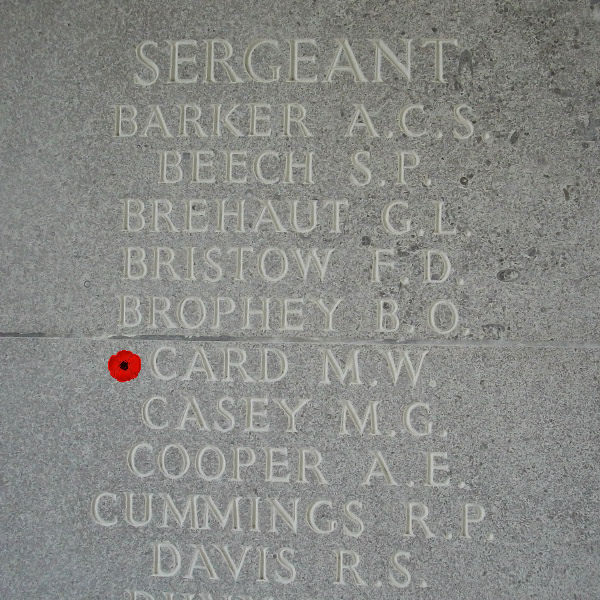 SERGEANT
BARKER A.C.S.
BEECH S.P.
BREHAUT G.L.
BRISTOW F.D.
BROPHEY B.O.
CARD M.W.
CASEY M.G.
COOPER A.E.
CUMMINGS R.P.
DAVIS R.S.